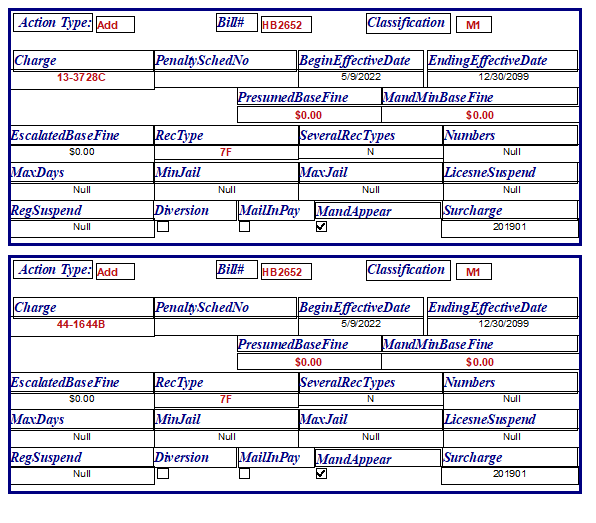 Action Type: Add Bill# HB2652 Classification M1
Charge PenaltySchedNo BeginEffectiveDate EndingEffectiveDate
13-3728C 5/9/2022 12/30/2099
PresumedBaseFine MandMinBaseFine
$0.00 $0.00
EscalatedBaseFine RecType SeveralRecTypes Numbers
$0.00 7F N Null
MaxDays MinJail MaxJail LicesneSuspend
Null Null Null Null
RegSuspend Diversion MailInPay MandAppear Surcharge
Null 201901
Action Type: Add Bill# HB2652 Classification M1
Charge PenaltySchedNo BeginEffectiveDate EndingEffectiveDate
44-1644B 5/9/2022 12/30/2099
PresumedBaseFine MandMinBaseFine
$0.00 $0.00
EscalatedBaseFine RecType SeveralRecTypes Numbers
$0.00 7F N Null
MaxDays MinJail MaxJail LicesneSuspend
Null Null Null Null
RegSuspend Diversion MailInPay MandAppear Surcharge
Null 201901